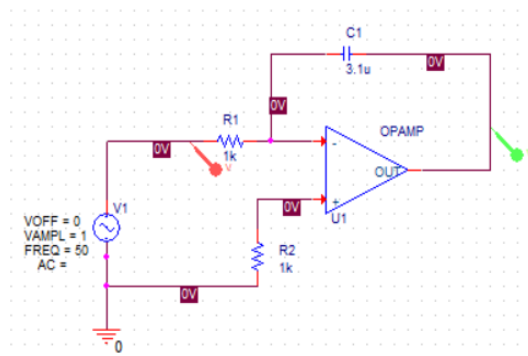 C1
3.1u
0V
0V
R1
1k
0V
V
OPAMP
-
OUT
+
U1
0V
V1
VOFF = 0
VAMPL = 1
FREQ = 50
AC =
R2
1k
0V
0